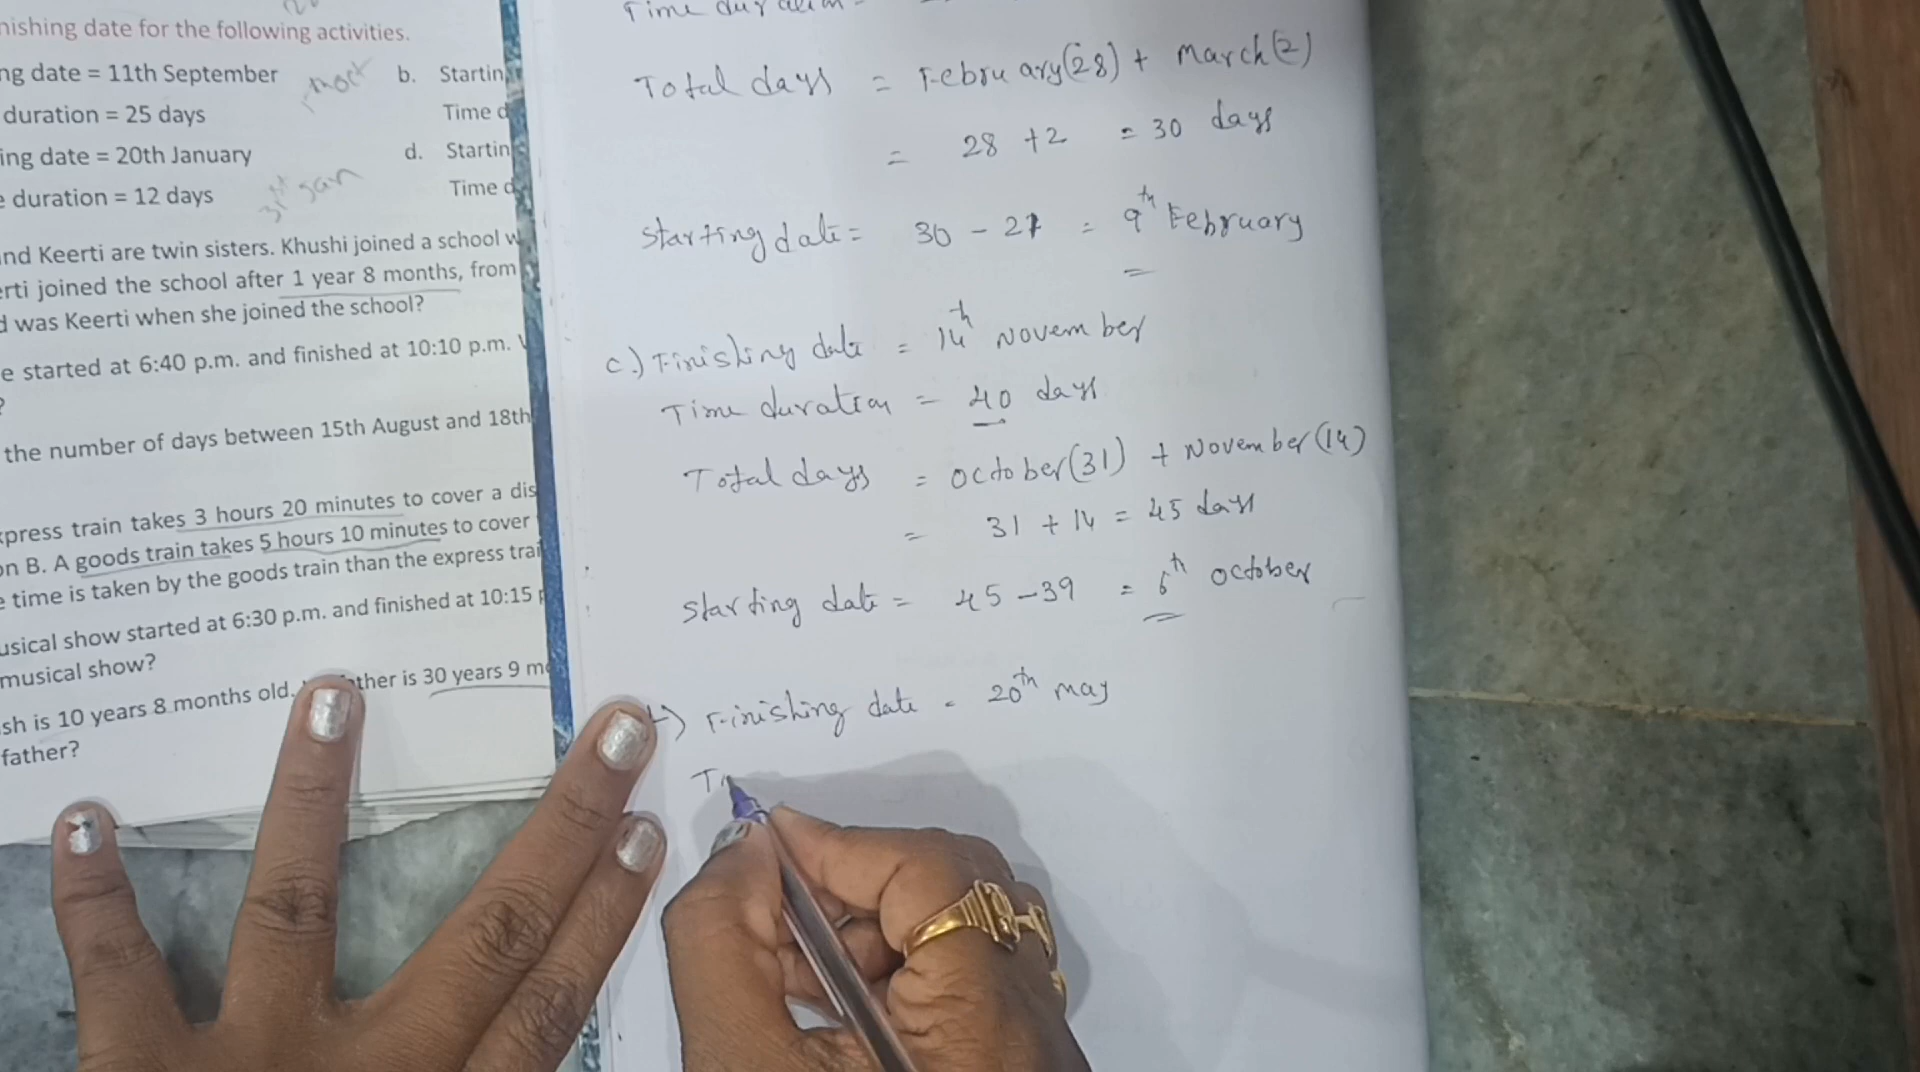 nishing date for the following activities.
ng date = 11th September
b. Startin
duration = 25 days
Time d
ing date = 20th January
d. Startin
31st Jan
e duration = 12 days
Time d
nd Keerti are twin sisters. Khushi joined a school w
erti joined the school after 1 year 8 months, from
d was Keerti when she joined the school?
e started at 6:40 p.m. and finished at 10:10 p.m.
?
the number of days between 15th August and 18th
xpress train takes 3 hours 20 minutes to cover a dis
on B. A goods train takes 5 hours 10 minutes to cover
e time is taken by the goods train than the express trai
usical show started at 6:30 p.m. and finished at 10:15 p
musical show?
sh is 10 years 8 months old. ther is 30 years 9 mo
father?
Time duration =
Total days = February(28) + March(2)
= 28 + 2 = 30 days
Starting date = 30 - 21 = 9th February
c.) Finishing date = 14th November
Time duration = 40 days
Total days = October(31) + November(14)
= 31 + 14 = 45 days
Starting date = 45 - 39 = 6th October
) Finishing date = 20th May
Ti